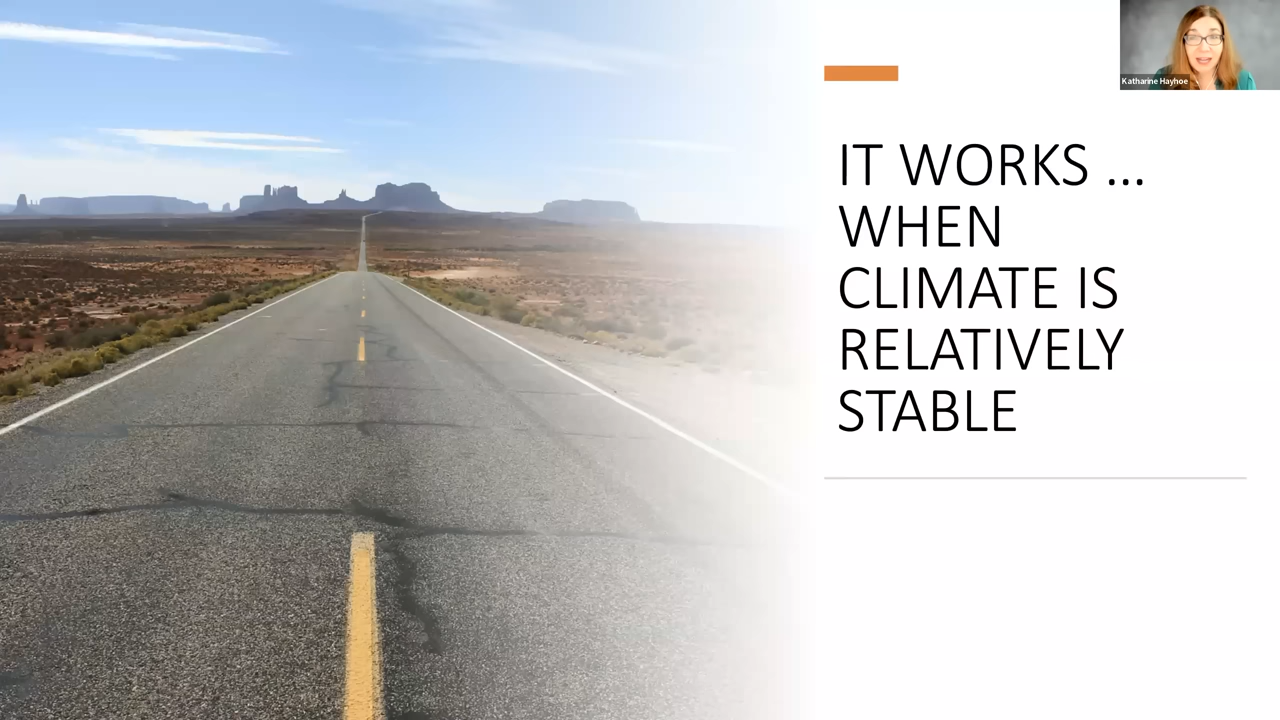 Katharine Hayhoe
IT WORKS ...
WHEN
CLIMATE IS
RELATIVELY
STABLE